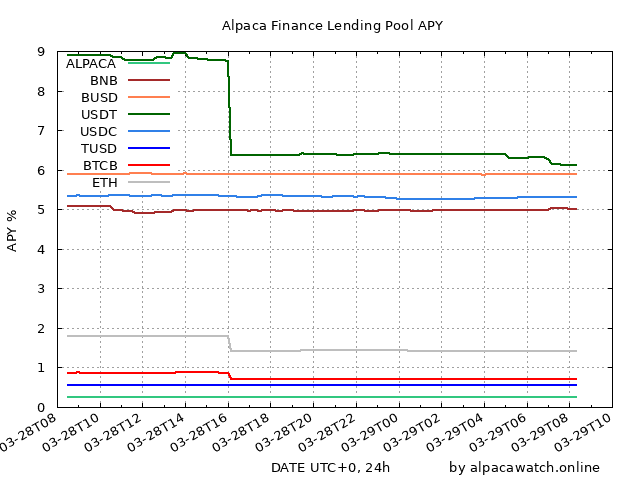 Alpaca Finance Lending Pool APY
9
8
7
6
5
4
3
2
1
0
APY %
ALPACA
BNB
BUSD
USDT
USDC
TUSD
BTCB
ETH
03-28T08
03-28T10
03-28T12
03-28T14
03-28T16
03-28T18
03-28T20
03-28T22
03-29T00
03-29T02
03-29T04
03-29T06
03-29T08
03-29T10
DATE UTC+0, 24h
by alpacawatch.online